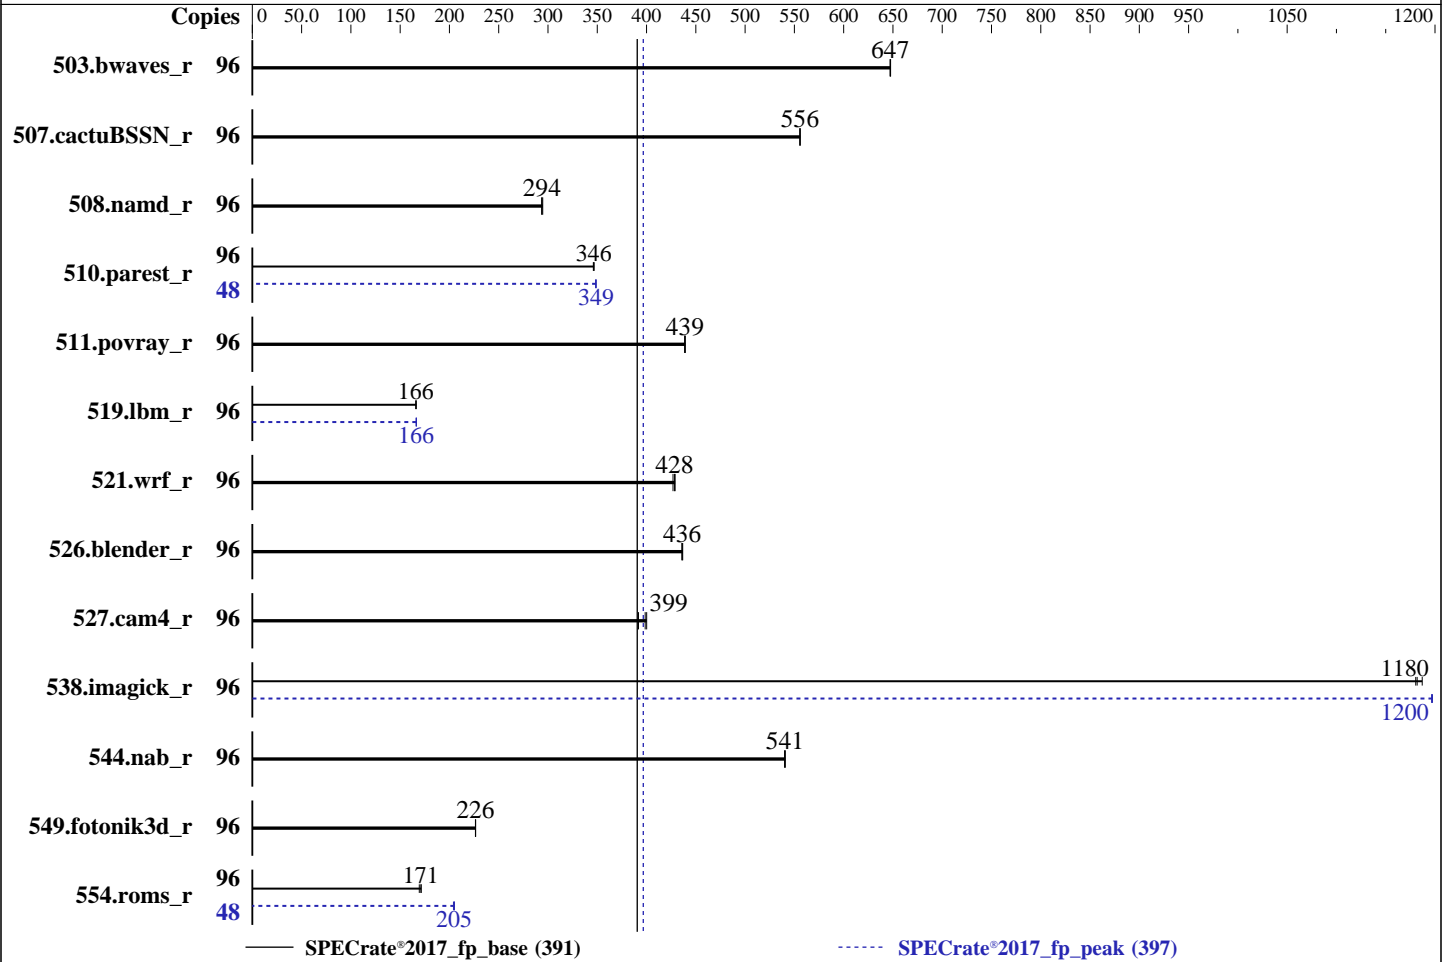 Copies 0 50.0 100 150 200 250 300 350 400 450 500 550 600 650 700 750 800 850 900 950 1050 1200
503.bwaves_r 96 647
507.cactuBSSN_r 96 556
508.namd_r 96 294
510.parest_r 96 346
48 349
511.povray_r 96 439
519.lbm_r 96 166
166
521.wrf_r 96 428
526.blender_r 96 436
527.cam4_r 96 399
538.imagick_r 96 1180
1200
544.nab_r 96 541
549.fotonik3d_r 96 226
554.roms_r 96 171
48 205
SPECrate®2017_fp_base (391) SPECrate®2017_fp_peak (397)